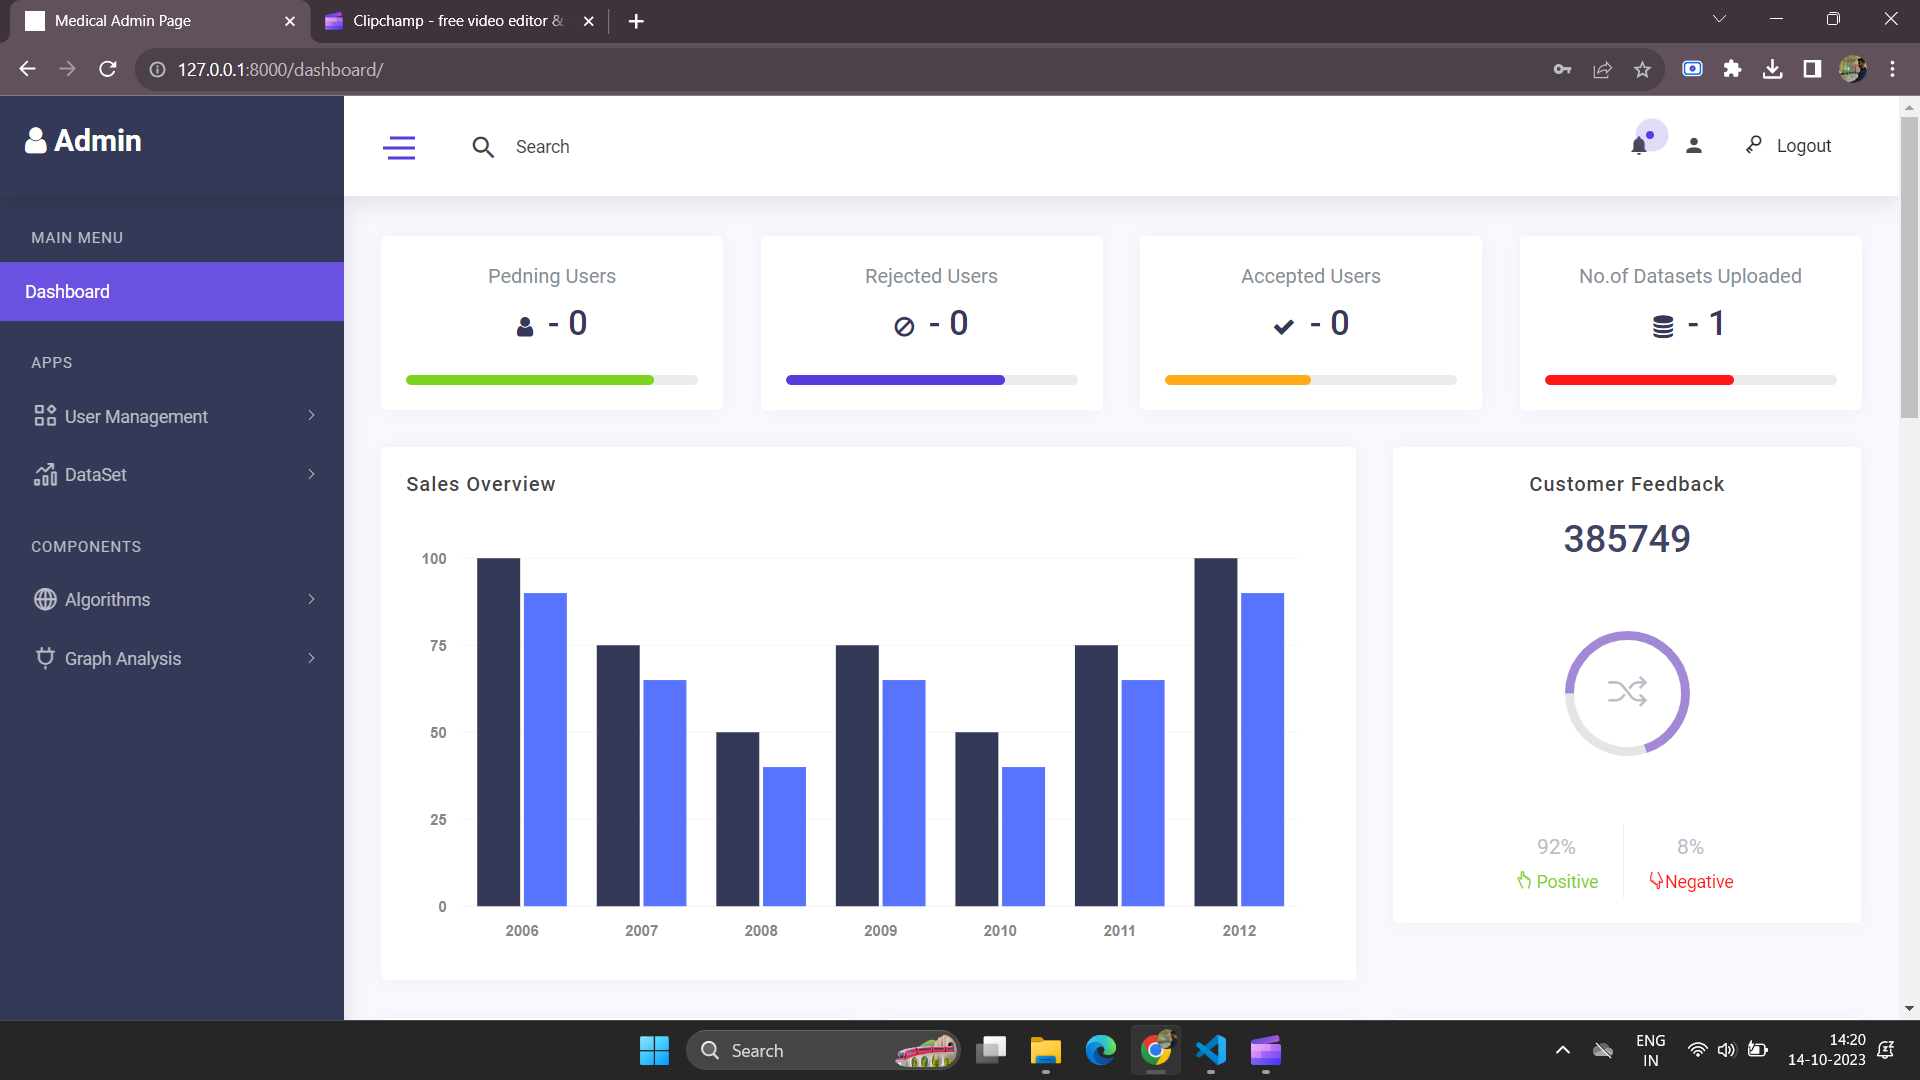 Medical Admin Page
Clipchamp - free video editor &
127.0.0.1:8000/dashboard/
Admin
Search
Logout
MAIN MENU
Dashboard
APPS
User Management
DataSet
COMPONENTS
Algorithms
Graph Analysis
Pedning Users
- 0
Rejected Users
- 0
Accepted Users
- 0
No.of Datasets Uploaded
- 1
Sales Overview
100
75
50
25
0
2006 2007 2008 2009 2010 2011 2012
Customer Feedback
385749
92%
Positive
8%
Negative
Search
ENG
IN
14:20
14-10-2023